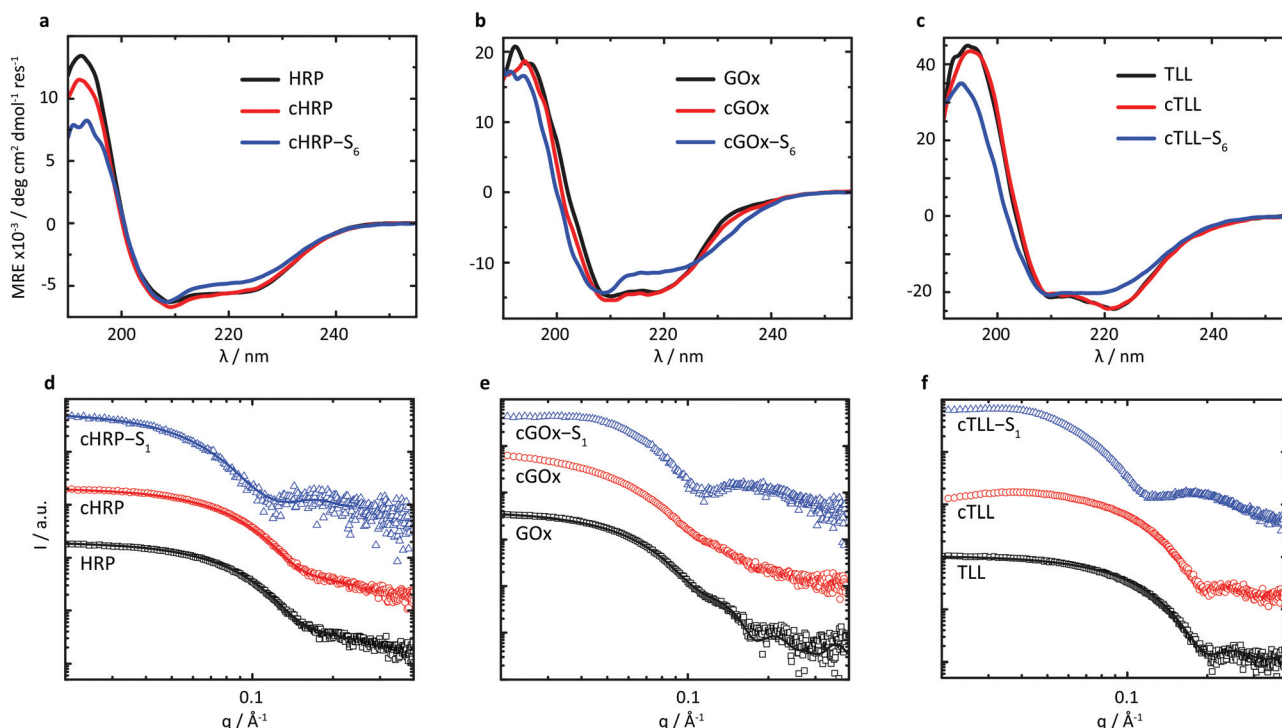 a
MRE x10⁻³ / deg cm² dmol⁻¹ res⁻¹
10
5
0
-5
HRP
cHRP
cHRP–S₆
200
220
240
λ / nm
b
20
10
0
-10
GOx
cGOx
cGOx–S₆
200
220
240
λ / nm
c
40
20
0
-20
TLL
cTLL
cTLL–S₆
200
220
240
λ / nm
d
I / a.u.
cHRP–S₁
cHRP
HRP
0.1
q / Å⁻¹
e
cGOx–S₁
cGOx
GOx
0.1
q / Å⁻¹
f
cTLL–S₁
cTLL
TLL
0.1
q / Å⁻¹